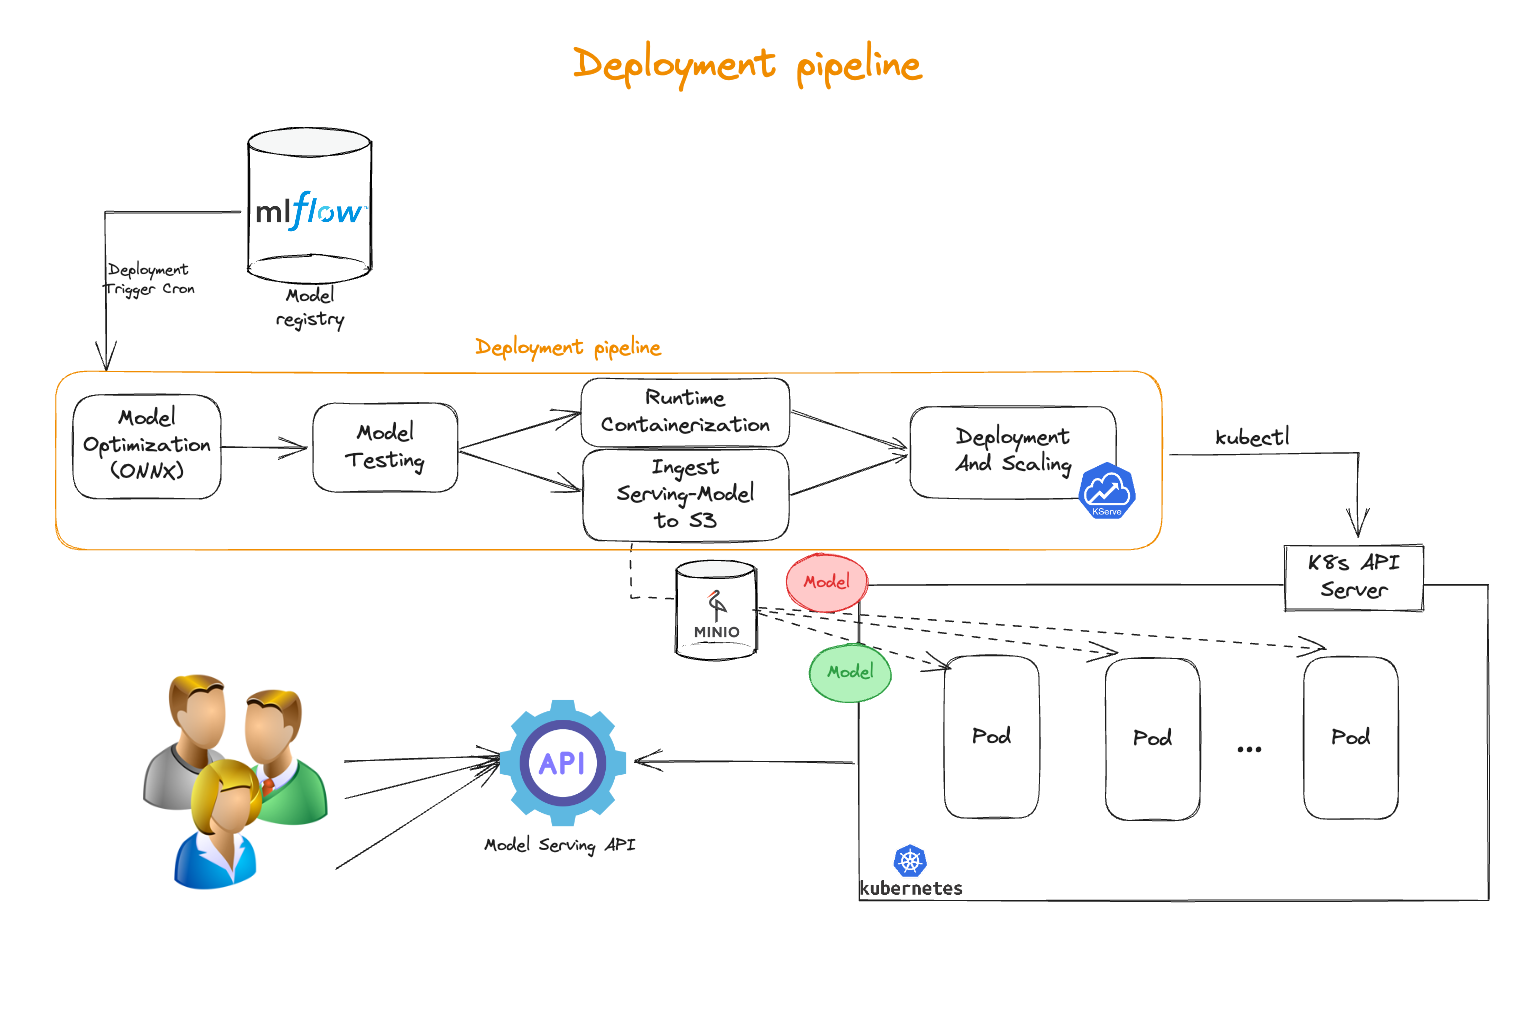 Deployment pipeline
mlflow
TM
Model
registry
Deployment
Trigger Cron
Deployment pipeline
Model
Optimization
(ONNX)
Model
Testing
Runtime
Containerization
Ingest
Serving-Model
to S3
Deployment
And Scaling
KServe
kubectl
K8s API
Server
MINIO
Model
Model
Pod
Pod
...
Pod
API
Model Serving API
kubernetes